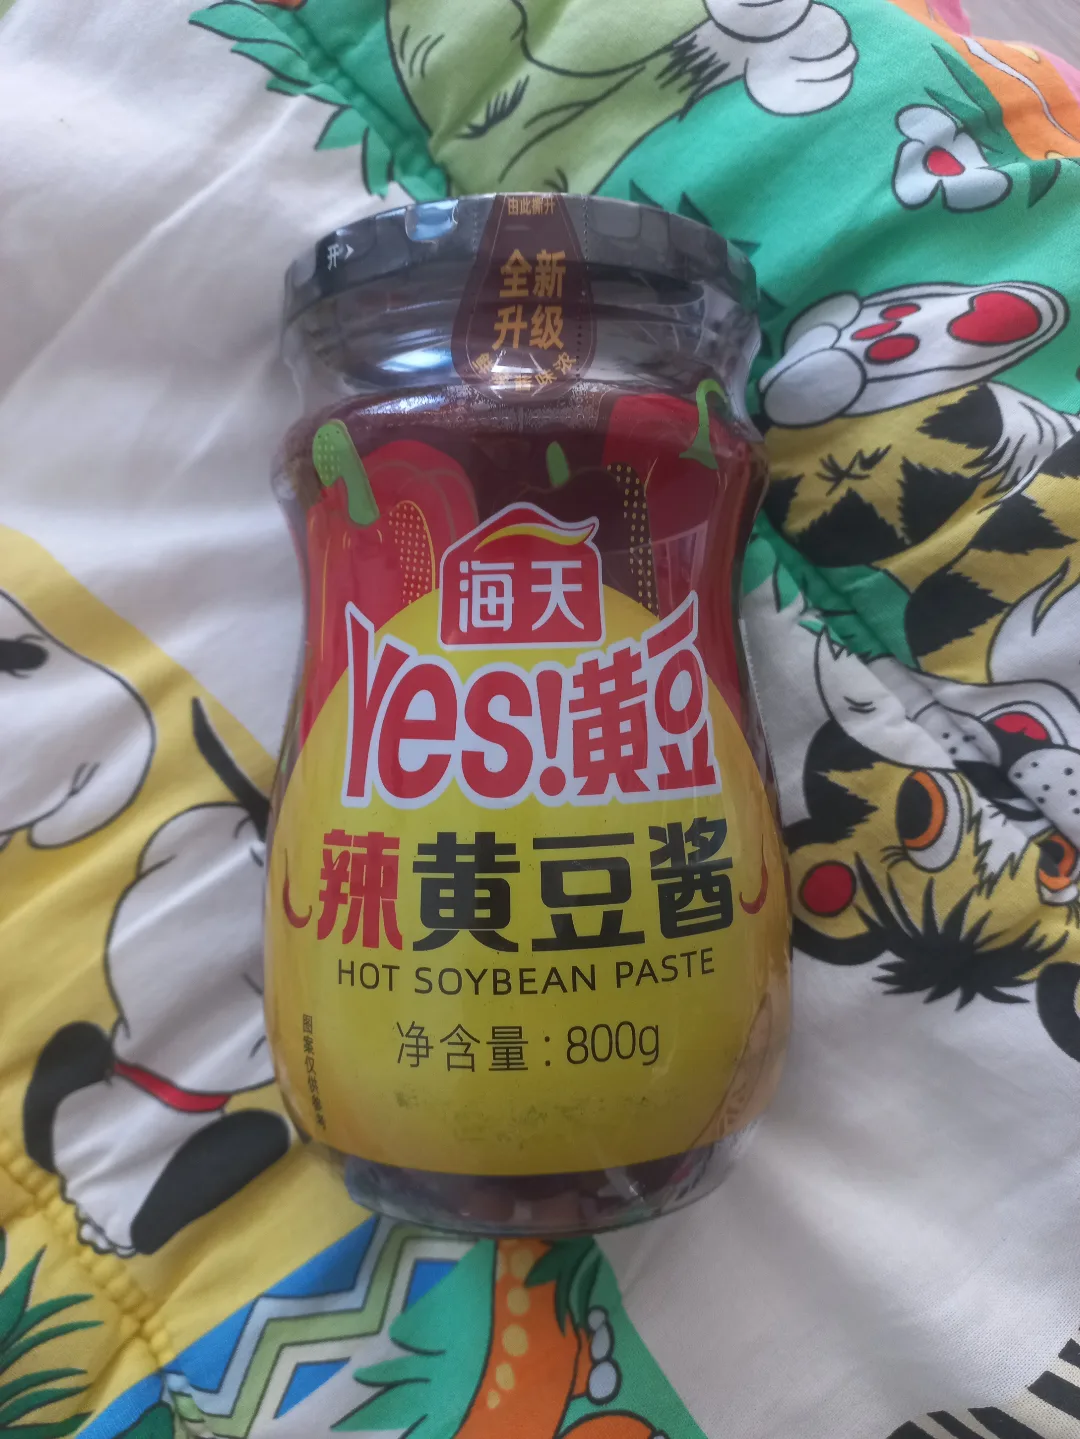 由此撕开
开
全新
升级
海天
Yes!黄豆
辣黄豆酱
HOT SOYBEAN PASTE
净含量:800g
图案仅供参考